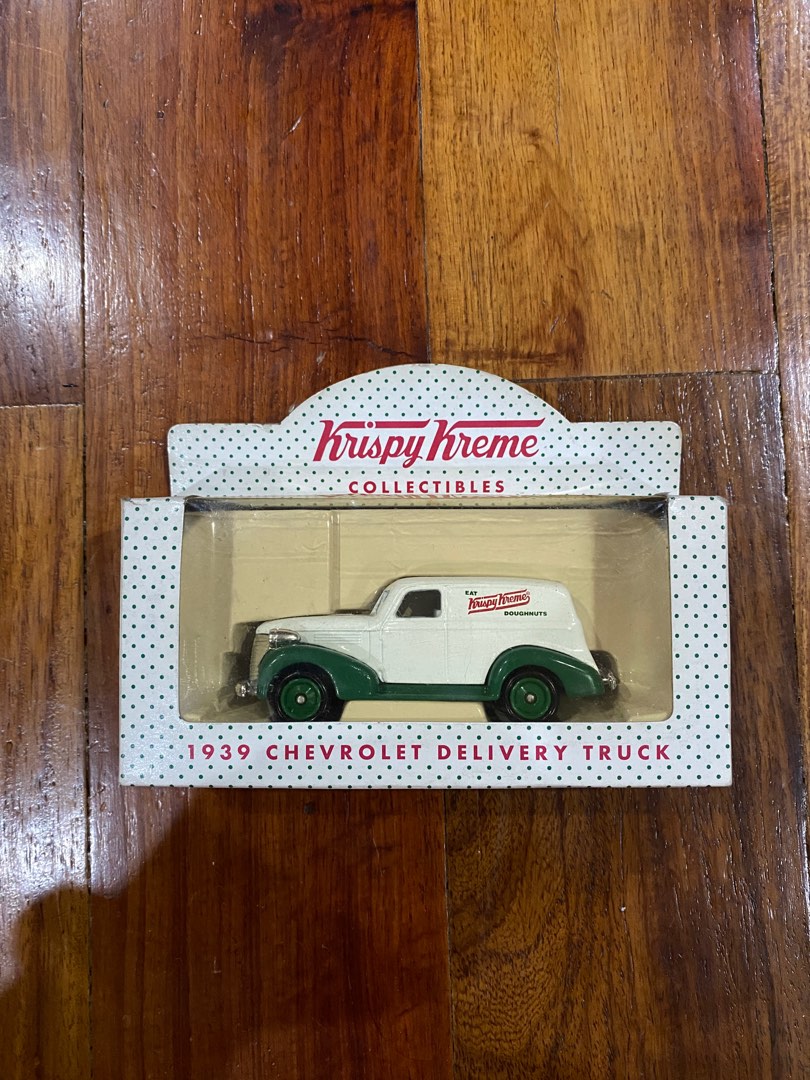 Krispy Kreme
COLLECTIBLES
EAT
Krispy Kreme
DOUGHNUTS
1939 CHEVROLET DELIVERY TRUCK